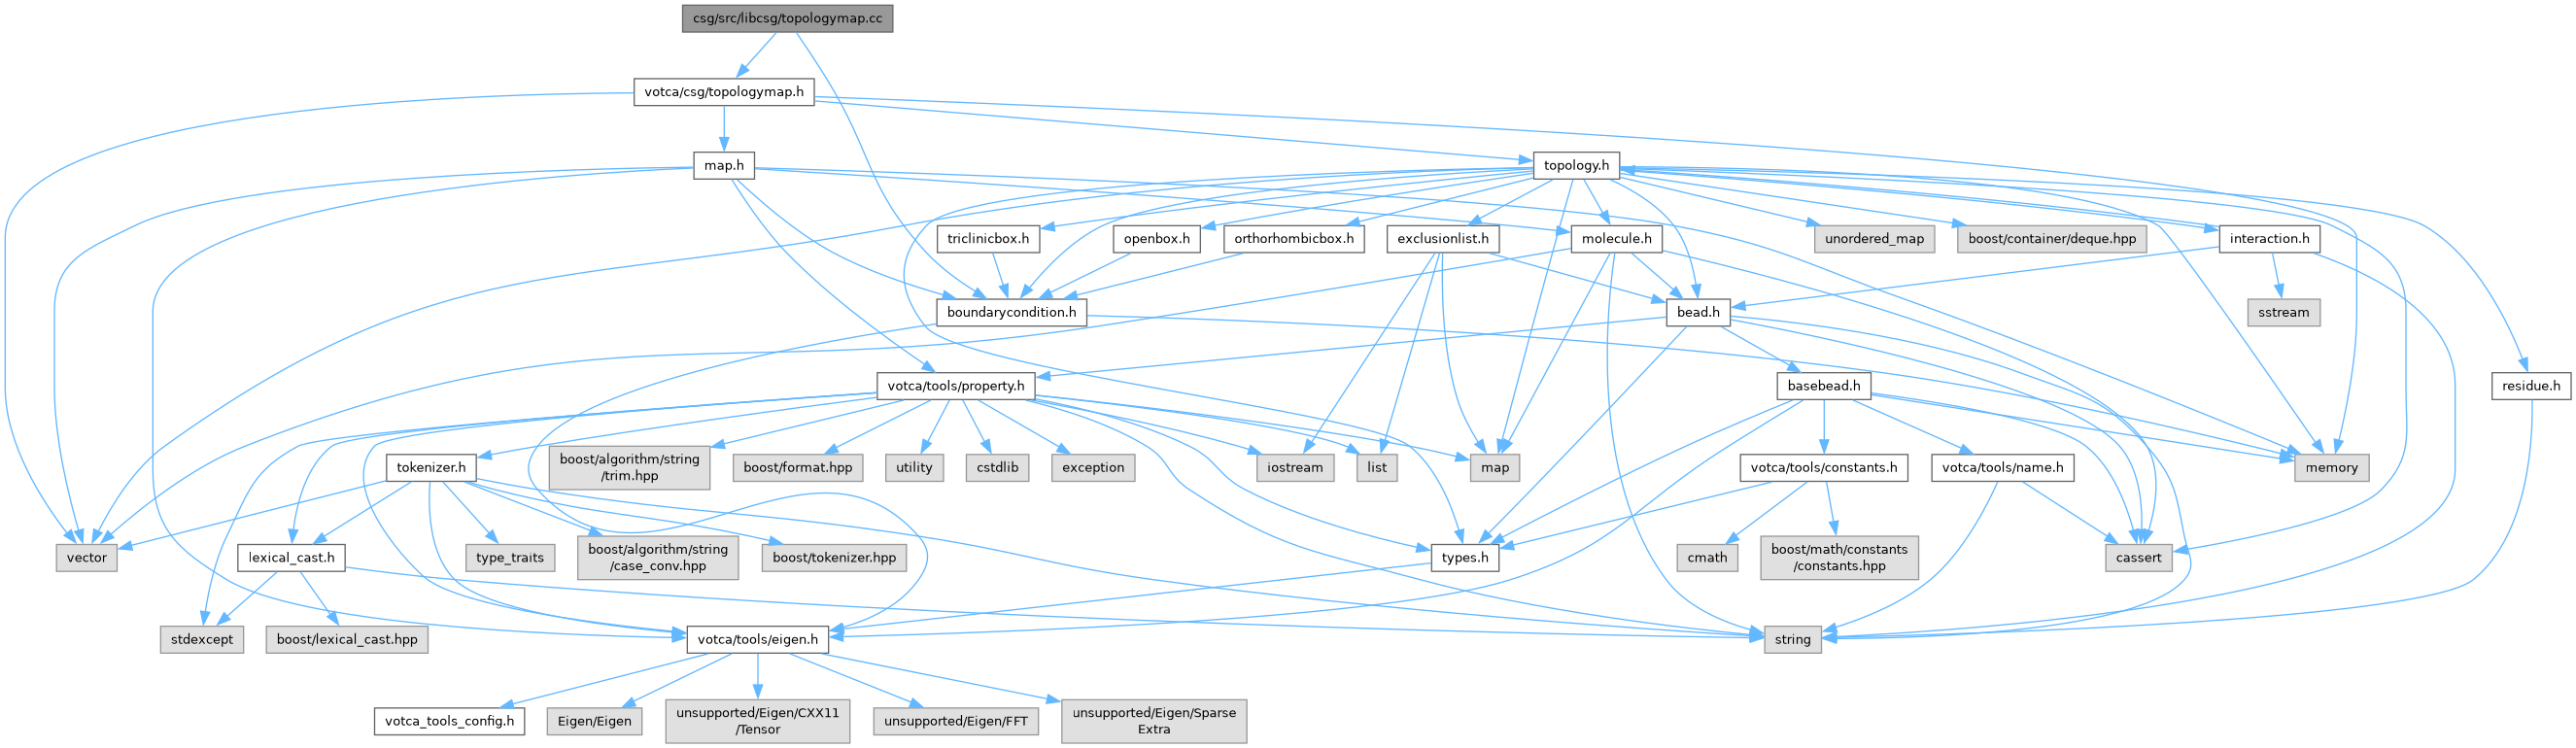 csg/src/libcsg/topologymap.cc
votca/csg/topologymap.h
map.h
topology.h
triclinicbox.h
openbox.h
orthorhombicbox.h
exclusionlist.h
molecule.h
unordered_map
boost/container/deque.hpp
interaction.h
boundarycondition.h
bead.h
sstream
votca/tools/property.h
basebead.h
residue.h
tokenizer.h
boost/algorithm/string
/trim.hpp
boost/format.hpp
utility
cstdlib
exception
iostream
list
map
votca/tools/constants.h
votca/tools/name.h
memory
vector
lexical_cast.h
type_traits
boost/algorithm/string
/case_conv.hpp
boost/tokenizer.hpp
types.h
cmath
boost/math/constants
/constants.hpp
cassert
stdexcept
boost/lexical_cast.hpp
votca/tools/eigen.h
string
votca_tools_config.h
Eigen/Eigen
unsupported/Eigen/CXX11
/Tensor
unsupported/Eigen/FFT
unsupported/Eigen/Sparse
Extra